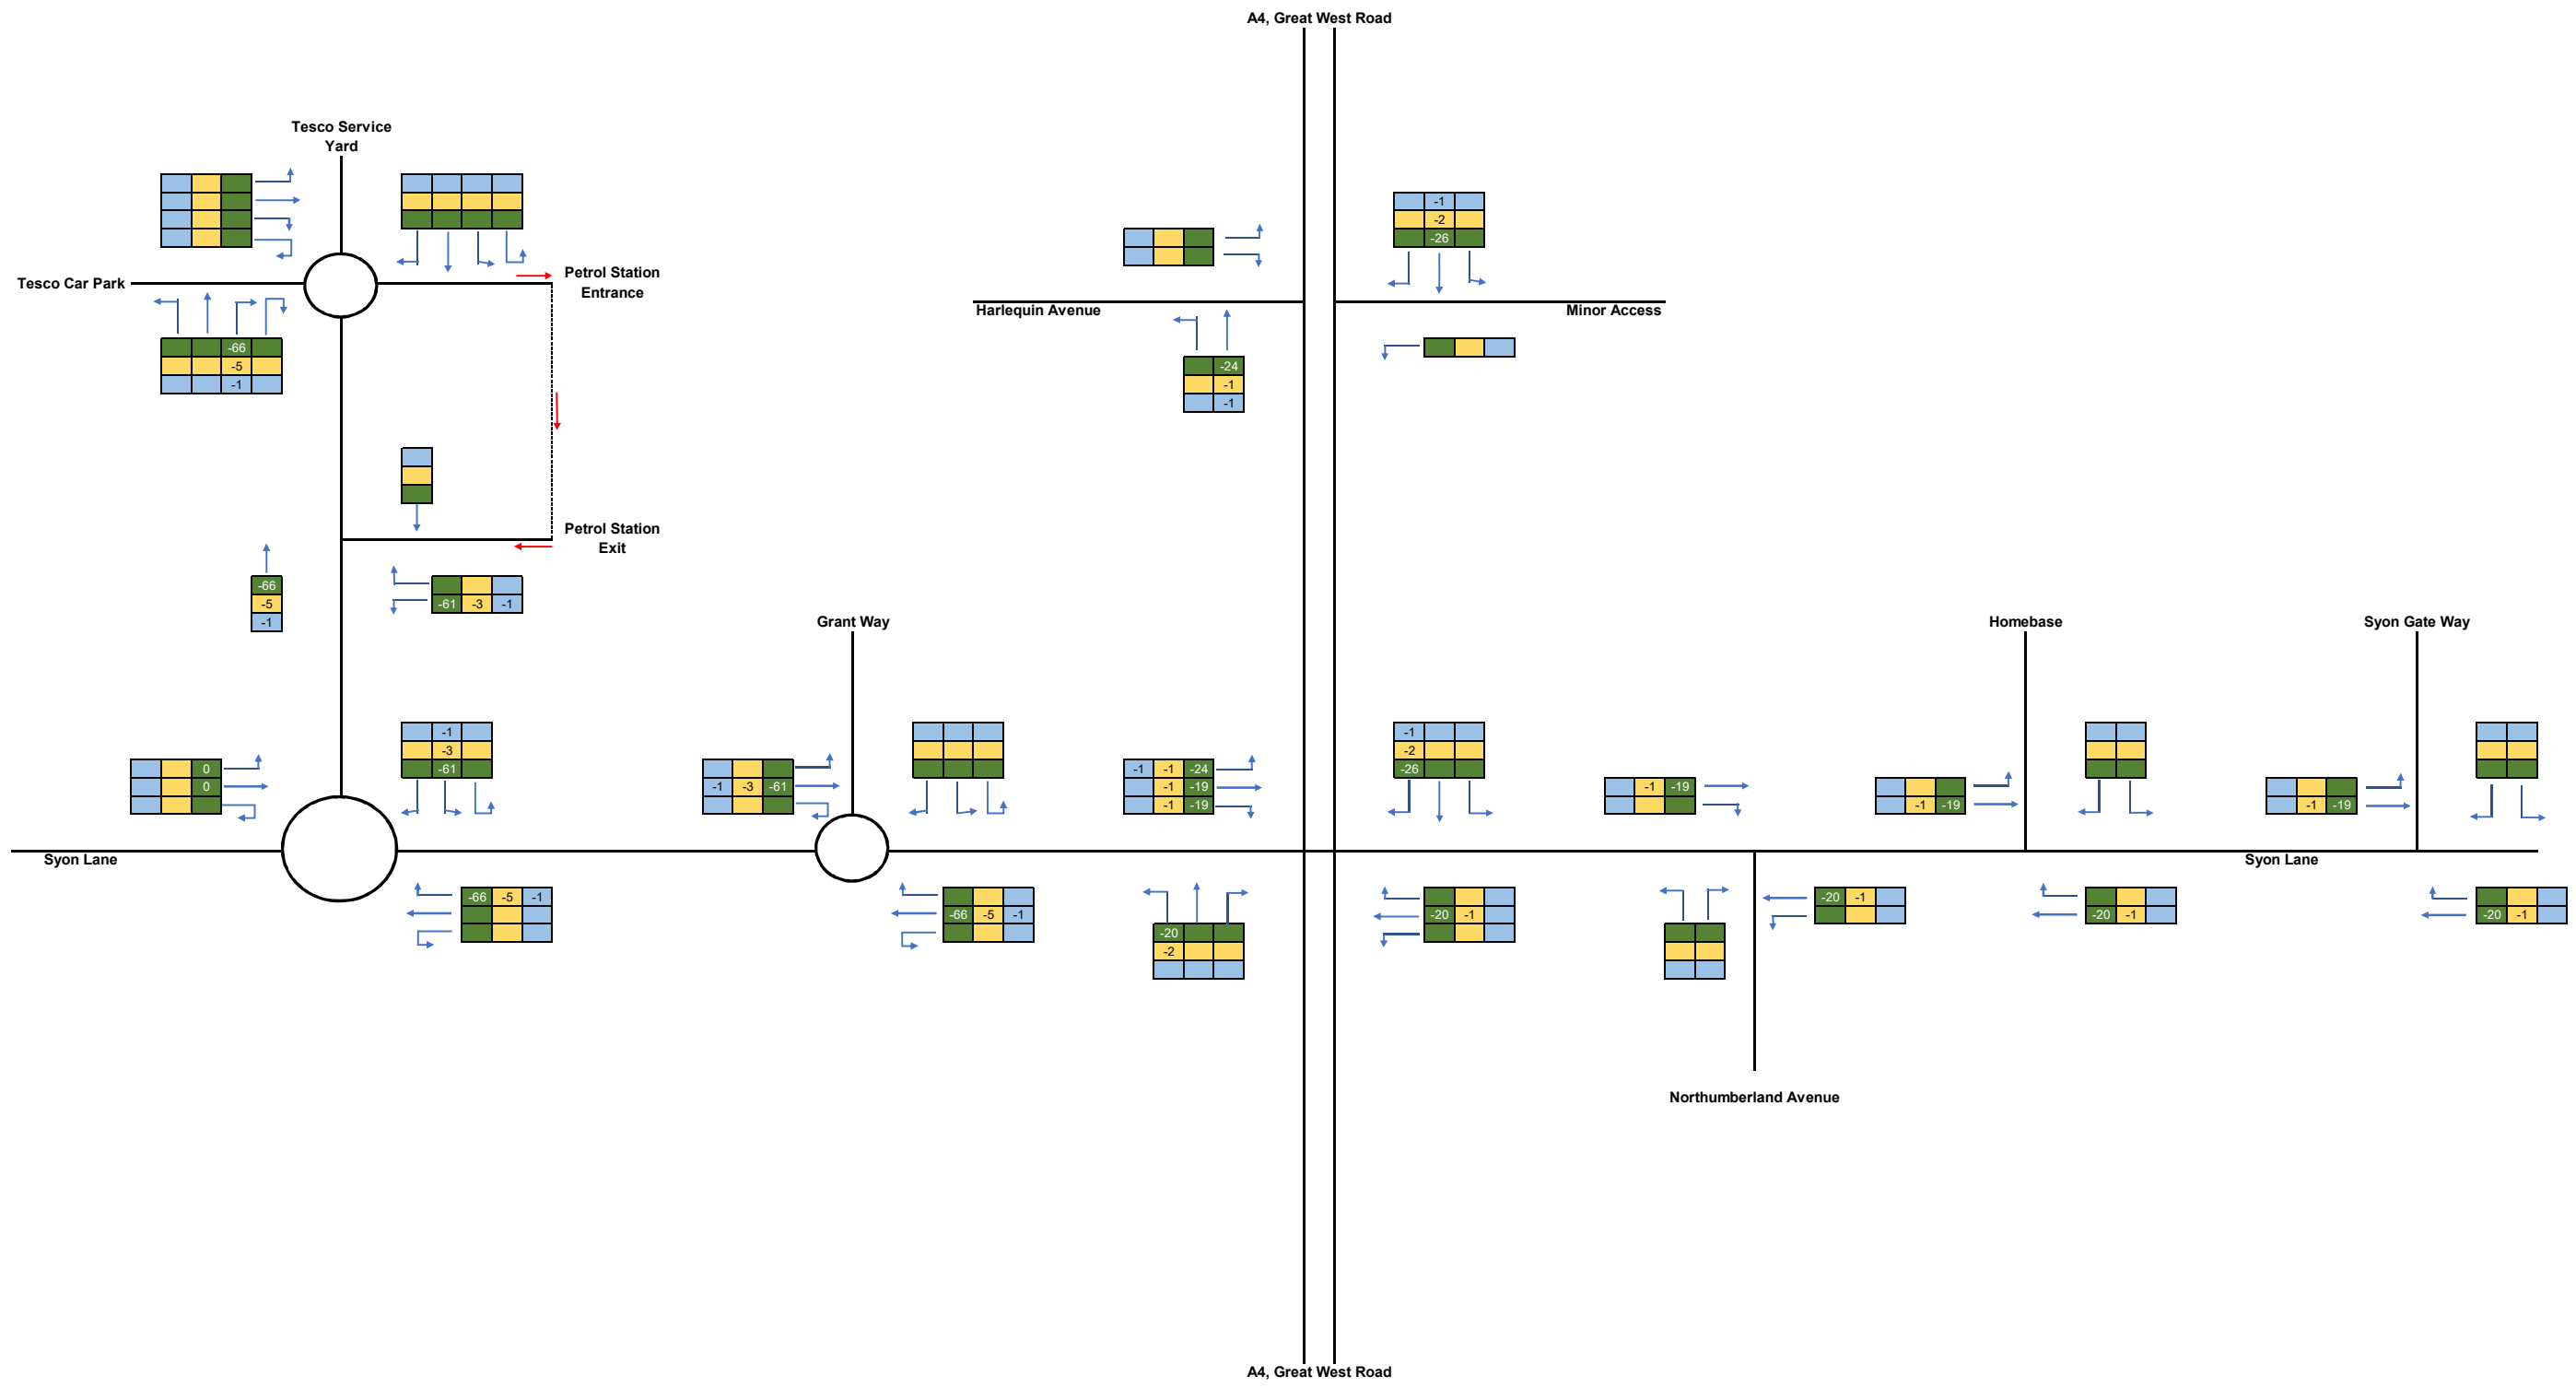 A4, Great West Road
Tesco Service
Yard
-1
-2
-26
Petrol Station
Entrance
Tesco Car Park
Harlequin Avenue
Minor Access
-66
-5
-1
-24
-1
-1
Petrol Station
Exit
-66
-5
-1
-61 -3 -1
Grant Way
Homebase
Syon Gate Way
-1
-3
-61
0
0
-1 -3 -61
-1 -1 -24
-1 -19
-1 -19
-1
-2
-26
-1 -19
-1 -19
-1 -19
Syon Lane
Syon Lane
-66 -5 -1
-66 -5 -1
-20
-2
-20 -1
-20 -1
-20 -1
-20 -1
Northumberland Avenue
A4, Great West Road